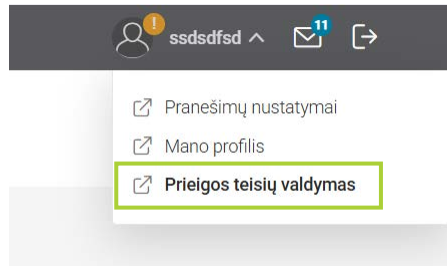 ! ssdsdfsd 11
Pranešimų nustatymai
Mano profilis
Prieigos teisių valdymas